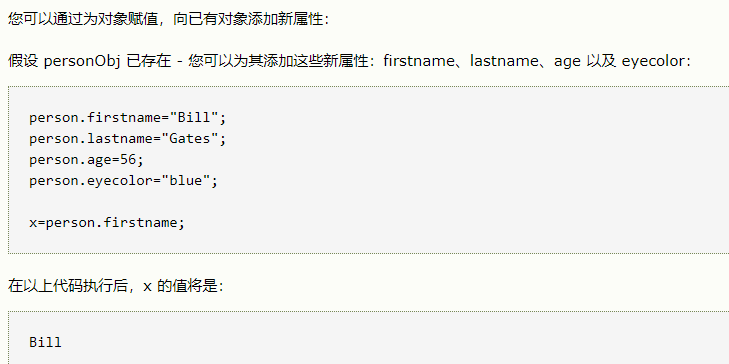 您可以通过为对象赋值，向已有对象添加新属性：
假设 personObj 已存在 - 您可以为其添加这些新属性：firstname、lastname、age 以及 eyecolor：
person.firstname="Bill";
person.lastname="Gates";
person.age=56;
person.eyecolor="blue";
x=person.firstname;
在以上代码执行后，x 的值将是：
Bill